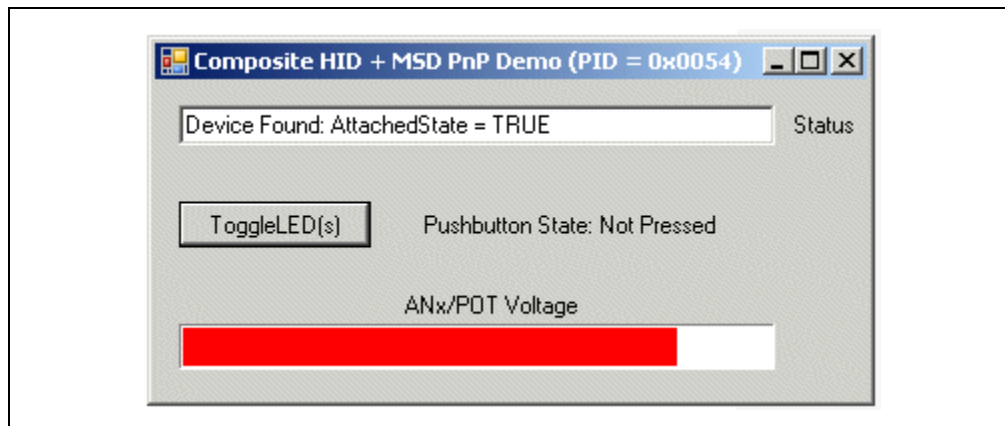 Composite HID + MSD PnP Demo (PID = 0x0054)
Device Found: AttachedState = TRUE
Status
ToggleLED(s)
Pushbutton State: Not Pressed
ANx/POT Voltage